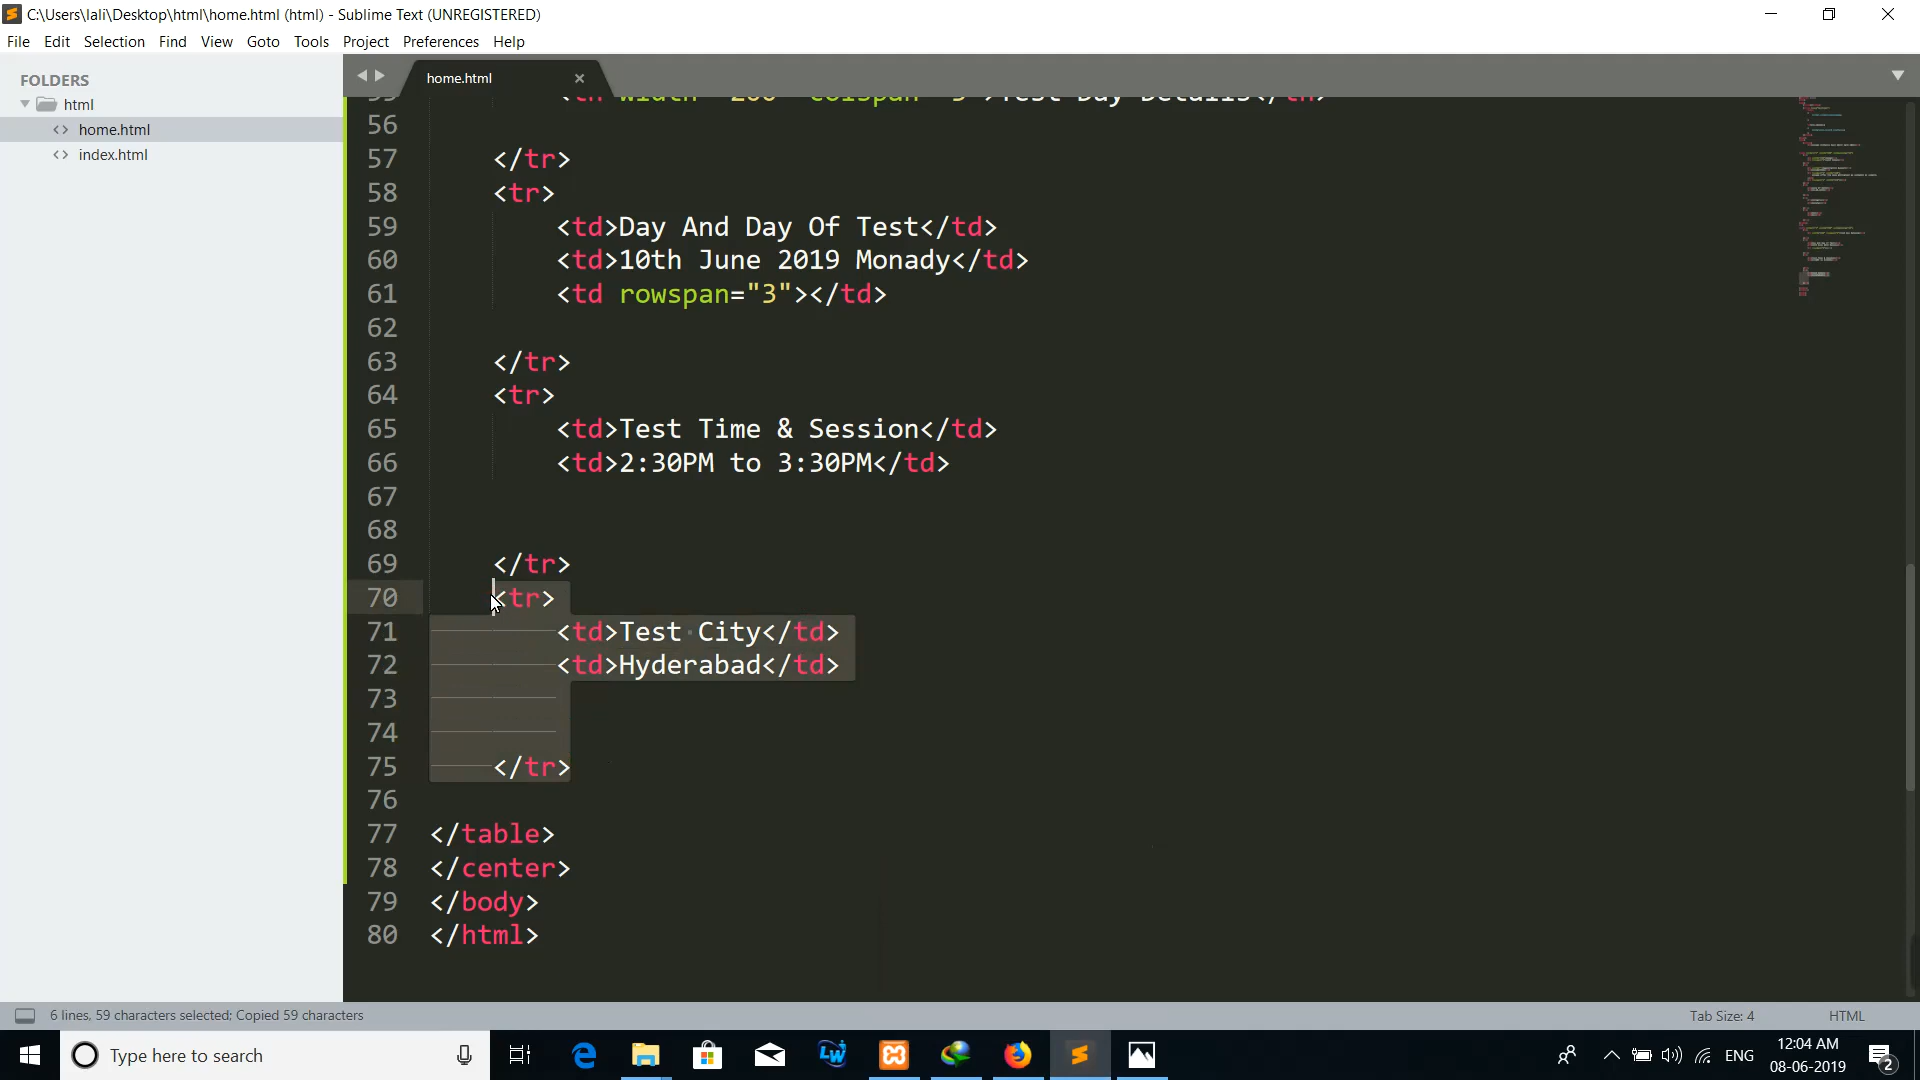 C:\Users\lali\Desktop\html\home.html (html) - Sublime Text (UNREGISTERED)
File Edit Selection Find View Goto Tools Project Preferences Help
FOLDERS
html
home.html
index.html
home.html
56
57 </tr>
58 <tr>
59 <td>Day And Day Of Test</td>
60 <td>10th June 2019 Monady</td>
61 <td rowspan="3"></td>
62
63 </tr>
64 <tr>
65 <td>Test Time & Session</td>
66 <td>2:30PM to 3:30PM</td>
67
68
69 </tr>
70 <tr>
71 <td>Test City</td>
72 <td>Hyderabad</td>
73
74
75 </tr>
76
77 </table>
78 </center>
79 </body>
80 </html>
6 lines, 59 characters selected; Copied 59 characters
Tab Size: 4
HTML
Type here to search
ENG
12:04 AM
08-06-2019
2